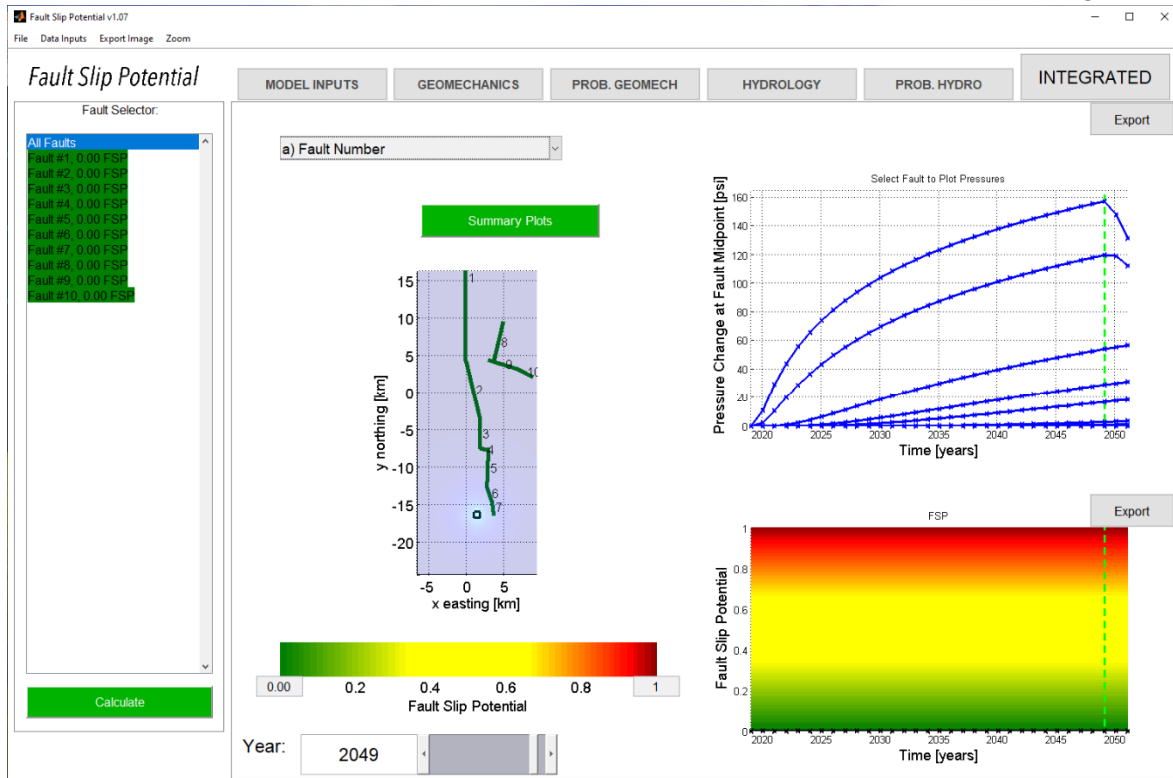 Fault Slip Potential v1.07
File Data Inputs Export Image Zoom
Fault Slip Potential
MODEL INPUTS GEOMECHANICS PROB. GEOMECH HYDROLOGY PROB. HYDRO INTEGRATED
Fault Selector:
All Faults
Fault #1, 0.00 FSP
Fault #2, 0.00 FSP
Fault #3, 0.00 FSP
Fault #4, 0.00 FSP
Fault #5, 0.00 FSP
Fault #6, 0.00 FSP
Fault #7, 0.00 FSP
Fault #8, 0.00 FSP
Fault #9, 0.00 FSP
Fault #10, 0.00 FSP
Calculate
a) Fault Number
Summary Plots
15
10
5
0
-5
-10
-15
-20
y northing [km]
1
8
9
10
2
3
4
5
6
7
-5 0 5
x easting [km]
0.00 0.2 0.4 0.6 0.8 1
Fault Slip Potential
Year: 2049
Export
Select Fault to Plot Pressures
Pressure Change at Fault Midpoint [psi]
160
140
120
100
80
60
40
20
0
2020 2025 2030 2035 2040 2045 2050
Time [years]
Export
FSP
Fault Slip Potential
1
0.8
0.6
0.4
0.2
0
2020 2025 2030 2035 2040 2045 2050
Time [years]